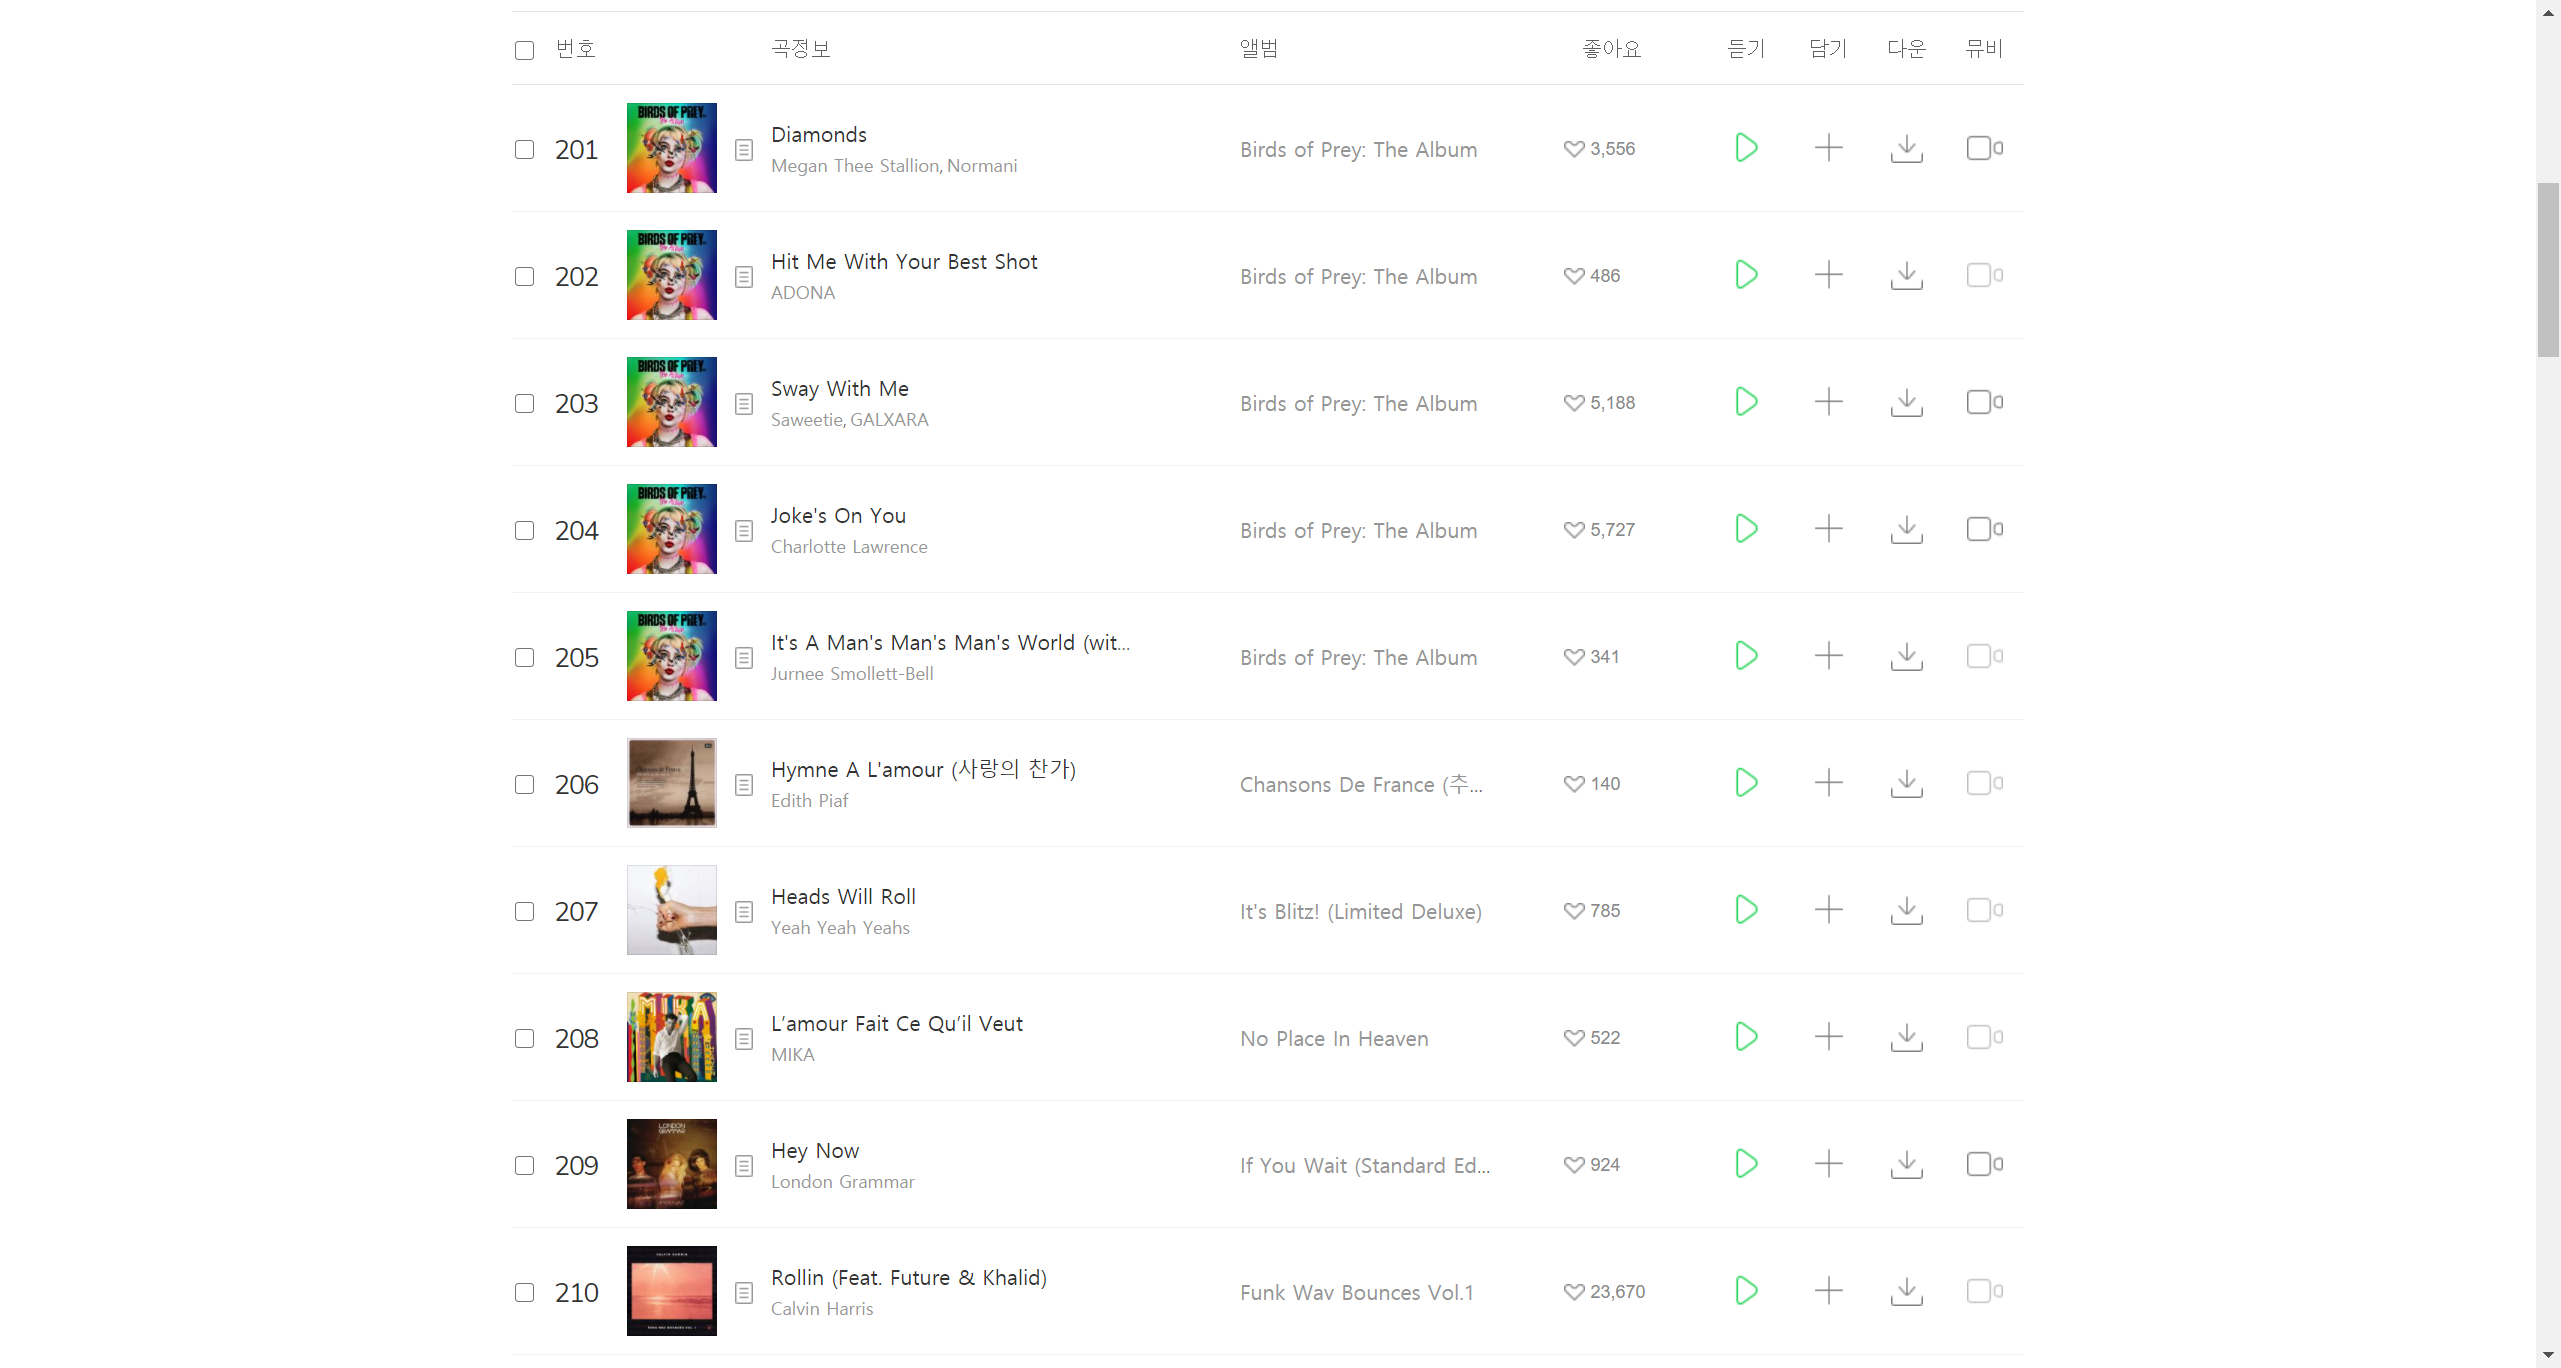 번호 곡정보 앨범 좋아요 듣기 담기 다운 뮤비
BIRDS OF PREY
201 Diamonds Birds of Prey: The Album 3,556
Megan Thee Stallion, Normani
BIRDS OF PREY
202 Hit Me With Your Best Shot Birds of Prey: The Album 486
ADONA
BIRDS OF PREY
203 Sway With Me Birds of Prey: The Album 5,188
Saweetie, GALXARA
BIRDS OF PREY
204 Joke's On You Birds of Prey: The Album 5,727
Charlotte Lawrence
BIRDS OF PREY
205 It's A Man's Man's Man's World (wit... Birds of Prey: The Album 341
Jurnee Smollett-Bell
206 Hymne A L'amour (사랑의 찬가) Chansons De France (추... 140
Edith Piaf
207 Heads Will Roll It's Blitz! (Limited Deluxe) 785
Yeah Yeah Yeahs
MIKA
208 L’amour Fait Ce Qu’il Veut No Place In Heaven 522
MIKA
LONDON
GRAMMAR
209 Hey Now If You Wait (Standard Ed... 924
London Grammar
CALVIN HARRIS
210 Rollin (Feat. Future & Khalid) Funk Wav Bounces Vol.1 23,670
Calvin Harris